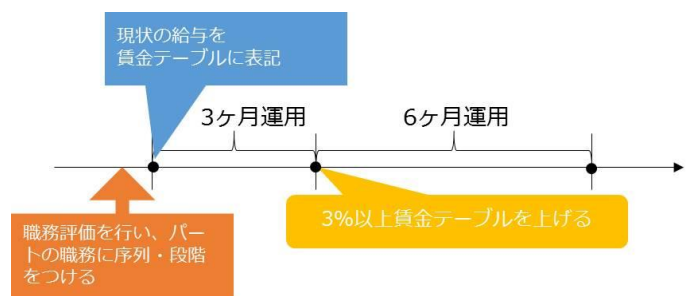 現状の給与を
賃金テーブルに表記
3ヶ月運用
6ヶ月運用
3%以上賃金テーブルを上げる
職務評価を行い、パー
トの職務に序列・段階
をつける